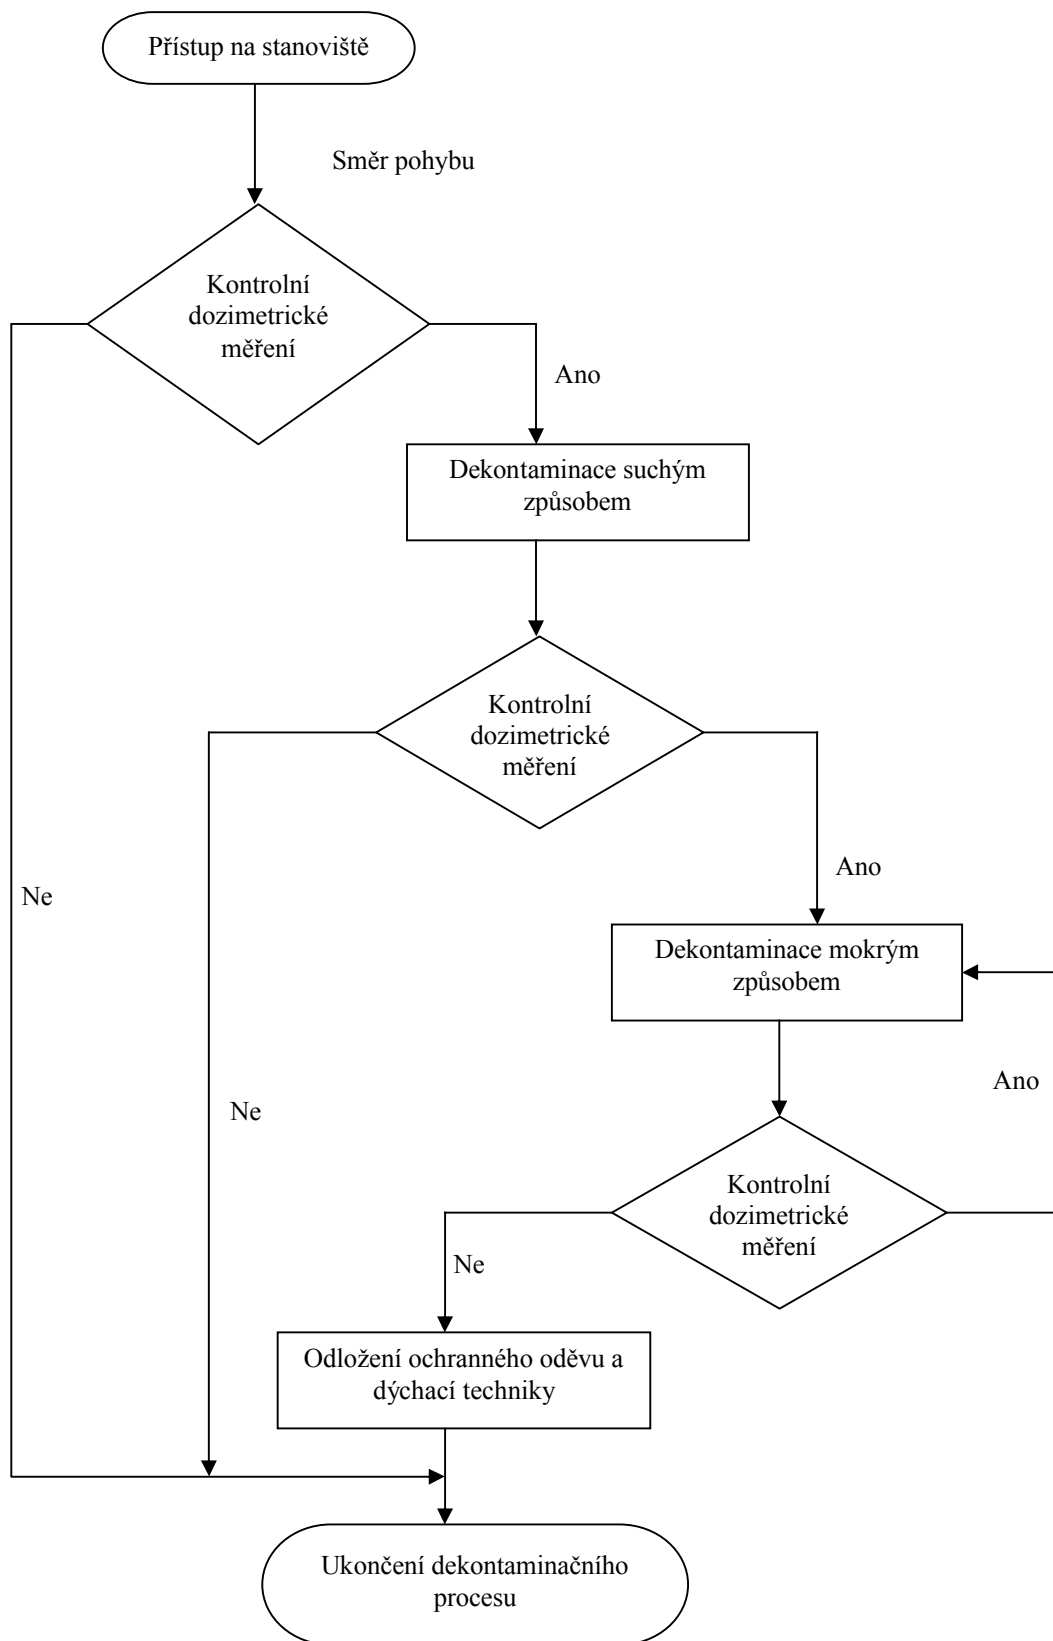 Přístup na stanoviště
Směr pohybu
Kontrolní
dozimetrické
měření
Ano
Dekontaminace suchým
způsobem
Kontrolní
dozimetrické
měření
Ano
Ne
Dekontaminace mokrým
způsobem
Ano
Ne
Kontrolní
dozimetrické
měření
Ne
Odložení ochranného oděvu a
dýchací techniky
Ukončení dekontaminačního
procesu